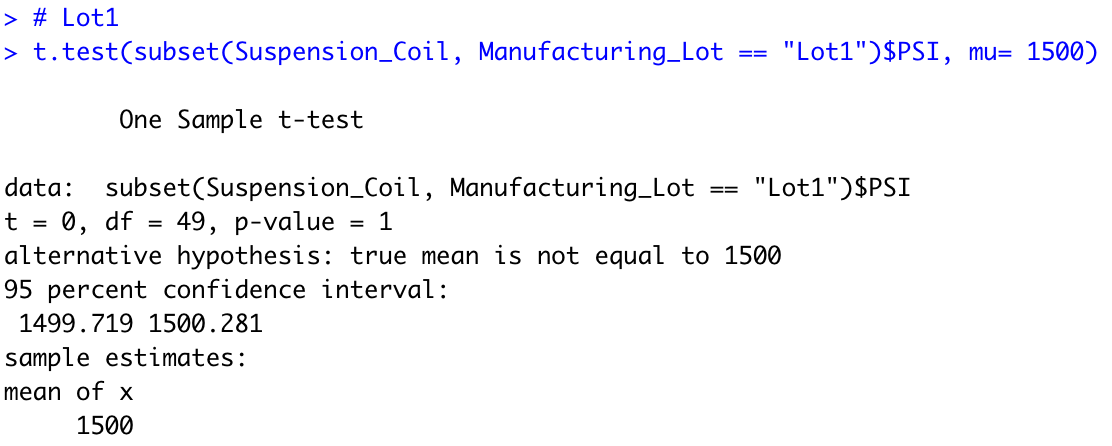 > # Lot1
> t.test(subset(Suspension_Coil, Manufacturing_Lot == "Lot1")$PSI, mu= 1500)
One Sample t-test
data:  subset(Suspension_Coil, Manufacturing_Lot == "Lot1")$PSI
t = 0, df = 49, p-value = 1
alternative hypothesis: true mean is not equal to 1500
95 percent confidence interval:
1499.719 1500.281
sample estimates:
mean of x
1500